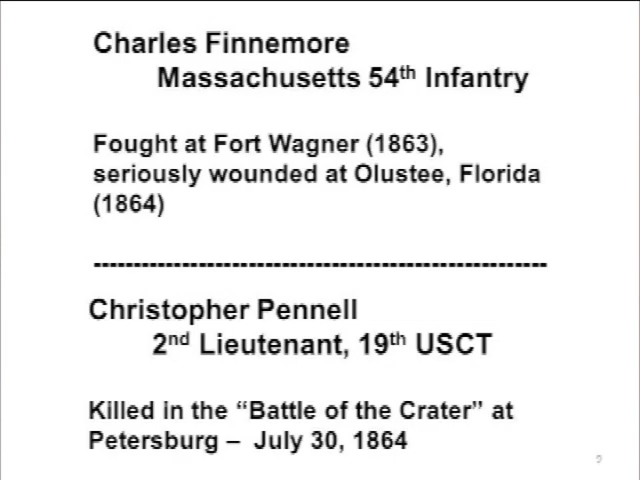 Charles Finnemore
Massachusetts 54th Infantry
Fought at Fort Wagner (1863),
seriously wounded at Olustee, Florida
(1864)
--------------------------------------------------------
Christopher Pennell
2nd Lieutenant, 19th USCT
Killed in the “Battle of the Crater” at
Petersburg – July 30, 1864
9